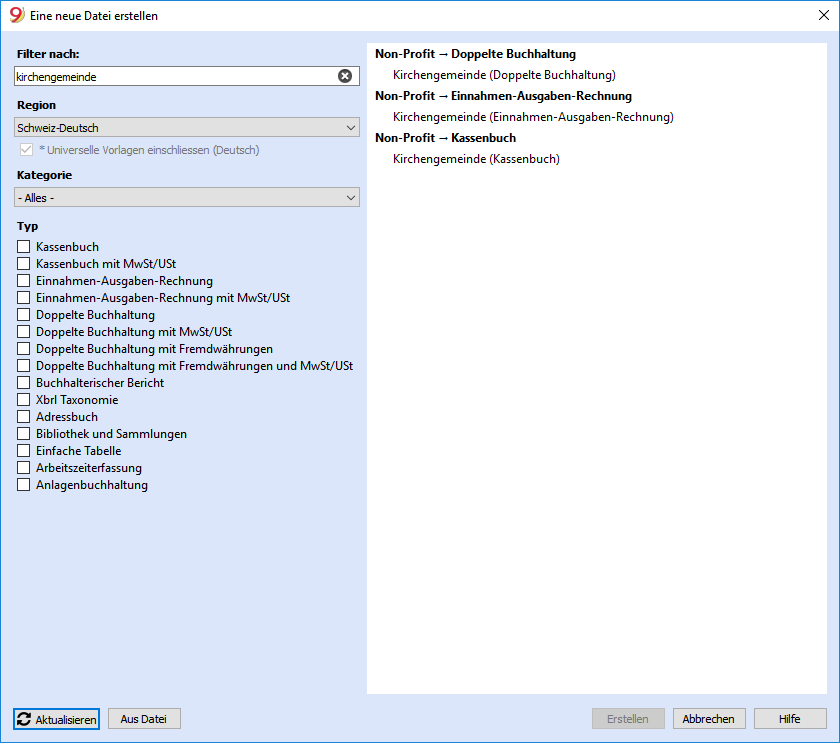 9 Eine neue Datei erstellen
Filter nach:
kirchengemeinde
Region
Schweiz-Deutsch
* Universelle Vorlagen einschliessen (Deutsch)
Kategorie
- Alles -
Typ
Kassenbuch
Kassenbuch mit MwSt/USt
Einnahmen-Ausgaben-Rechnung
Einnahmen-Ausgaben-Rechnung mit MwSt/USt
Doppelte Buchhaltung
Doppelte Buchhaltung mit MwSt/USt
Doppelte Buchhaltung mit Fremdwährungen
Doppelte Buchhaltung mit Fremdwährungen und MwSt/USt
Buchhalterischer Bericht
Xbrl Taxonomie
Adressbuch
Bibliothek und Sammlungen
Einfache Tabelle
Arbeitszeiterfassung
Anlagenbuchhaltung
Non-Profit → Doppelte Buchhaltung
Kirchengemeinde (Doppelte Buchhaltung)
Non-Profit → Einnahmen-Ausgaben-Rechnung
Kirchengemeinde (Einnahmen-Ausgaben-Rechnung)
Non-Profit → Kassenbuch
Kirchengemeinde (Kassenbuch)
Aktualisieren
Aus Datei
Erstellen
Abbrechen
Hilfe